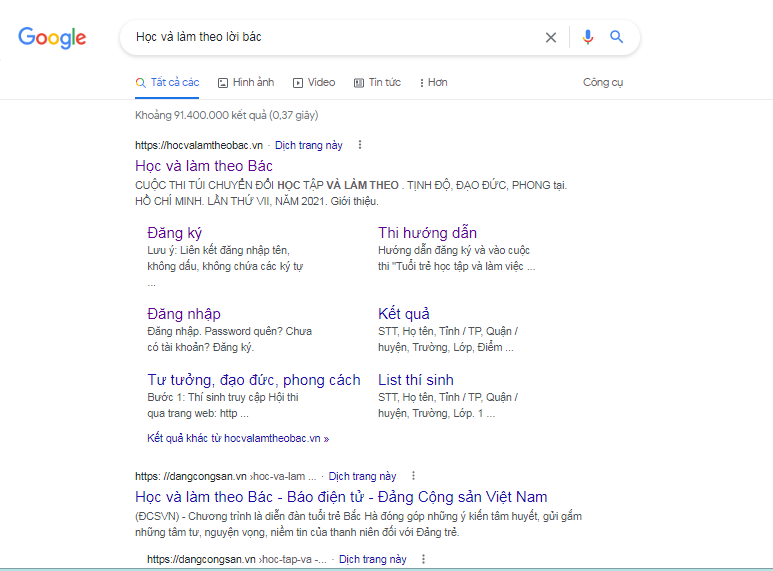 Google
Học và làm theo lời bác
Tất cả các Hình ảnh Video Tin tức Hơn Công cụ
Khoảng 91.400.000 kết quả (0,37 giây)
https://hocvalamtheobac.vn · Dịch trang này
Học và làm theo Bác
CUỘC THI TÚI CHUYỂN ĐỔI HỌC TẬP VÀ LÀM THEO . TỊNH ĐỘ, ĐẠO ĐỨC, PHONG tại.
HỒ CHÍ MINH. LẦN THỨ VII, NĂM 2021. Giới thiệu.
Đăng ký
Lưu ý: Liên kết đăng nhập tên,
không dấu, không chứa các ký tự
...
Thi hướng dẫn
Hướng dẫn đăng ký và vào cuộc
thi "Tuổi trẻ học tập và làm việc ...
Đăng nhập
Đăng nhập. Password quên? Chưa
có tài khoản? Đăng ký.
Kết quả
STT, Họ tên, Tỉnh / TP, Quận /
huyện, Trường, Lớp, Điểm ...
Tư tưởng, đạo đức, phong cách
Bước 1: Thí sinh truy cập Hội thi
qua trang web: http ...
List thí sinh
STT, Họ tên, Tỉnh / TP, Quận /
huyện, Trường, Lớp. 1 ...
Kết quả khác từ hocvalamtheobac.vn »
https: //dangcongsan.vn ›hoc-va-lam ... · Dịch trang này
Học và làm theo Bác - Báo điện tử - Đảng Cộng sản Việt Nam
(ĐCSVN) - Chương trình là diễn đàn tuổi trẻ Bắc Hà đóng góp những ý kiến tâm huyết, gửi gắm
những tâm tư, nguyện vọng, niềm tin của thanh niên đối với Đảng trẻ.
https://dangcongsan.vn ›hoc-tap-va -... · Dịch trang này